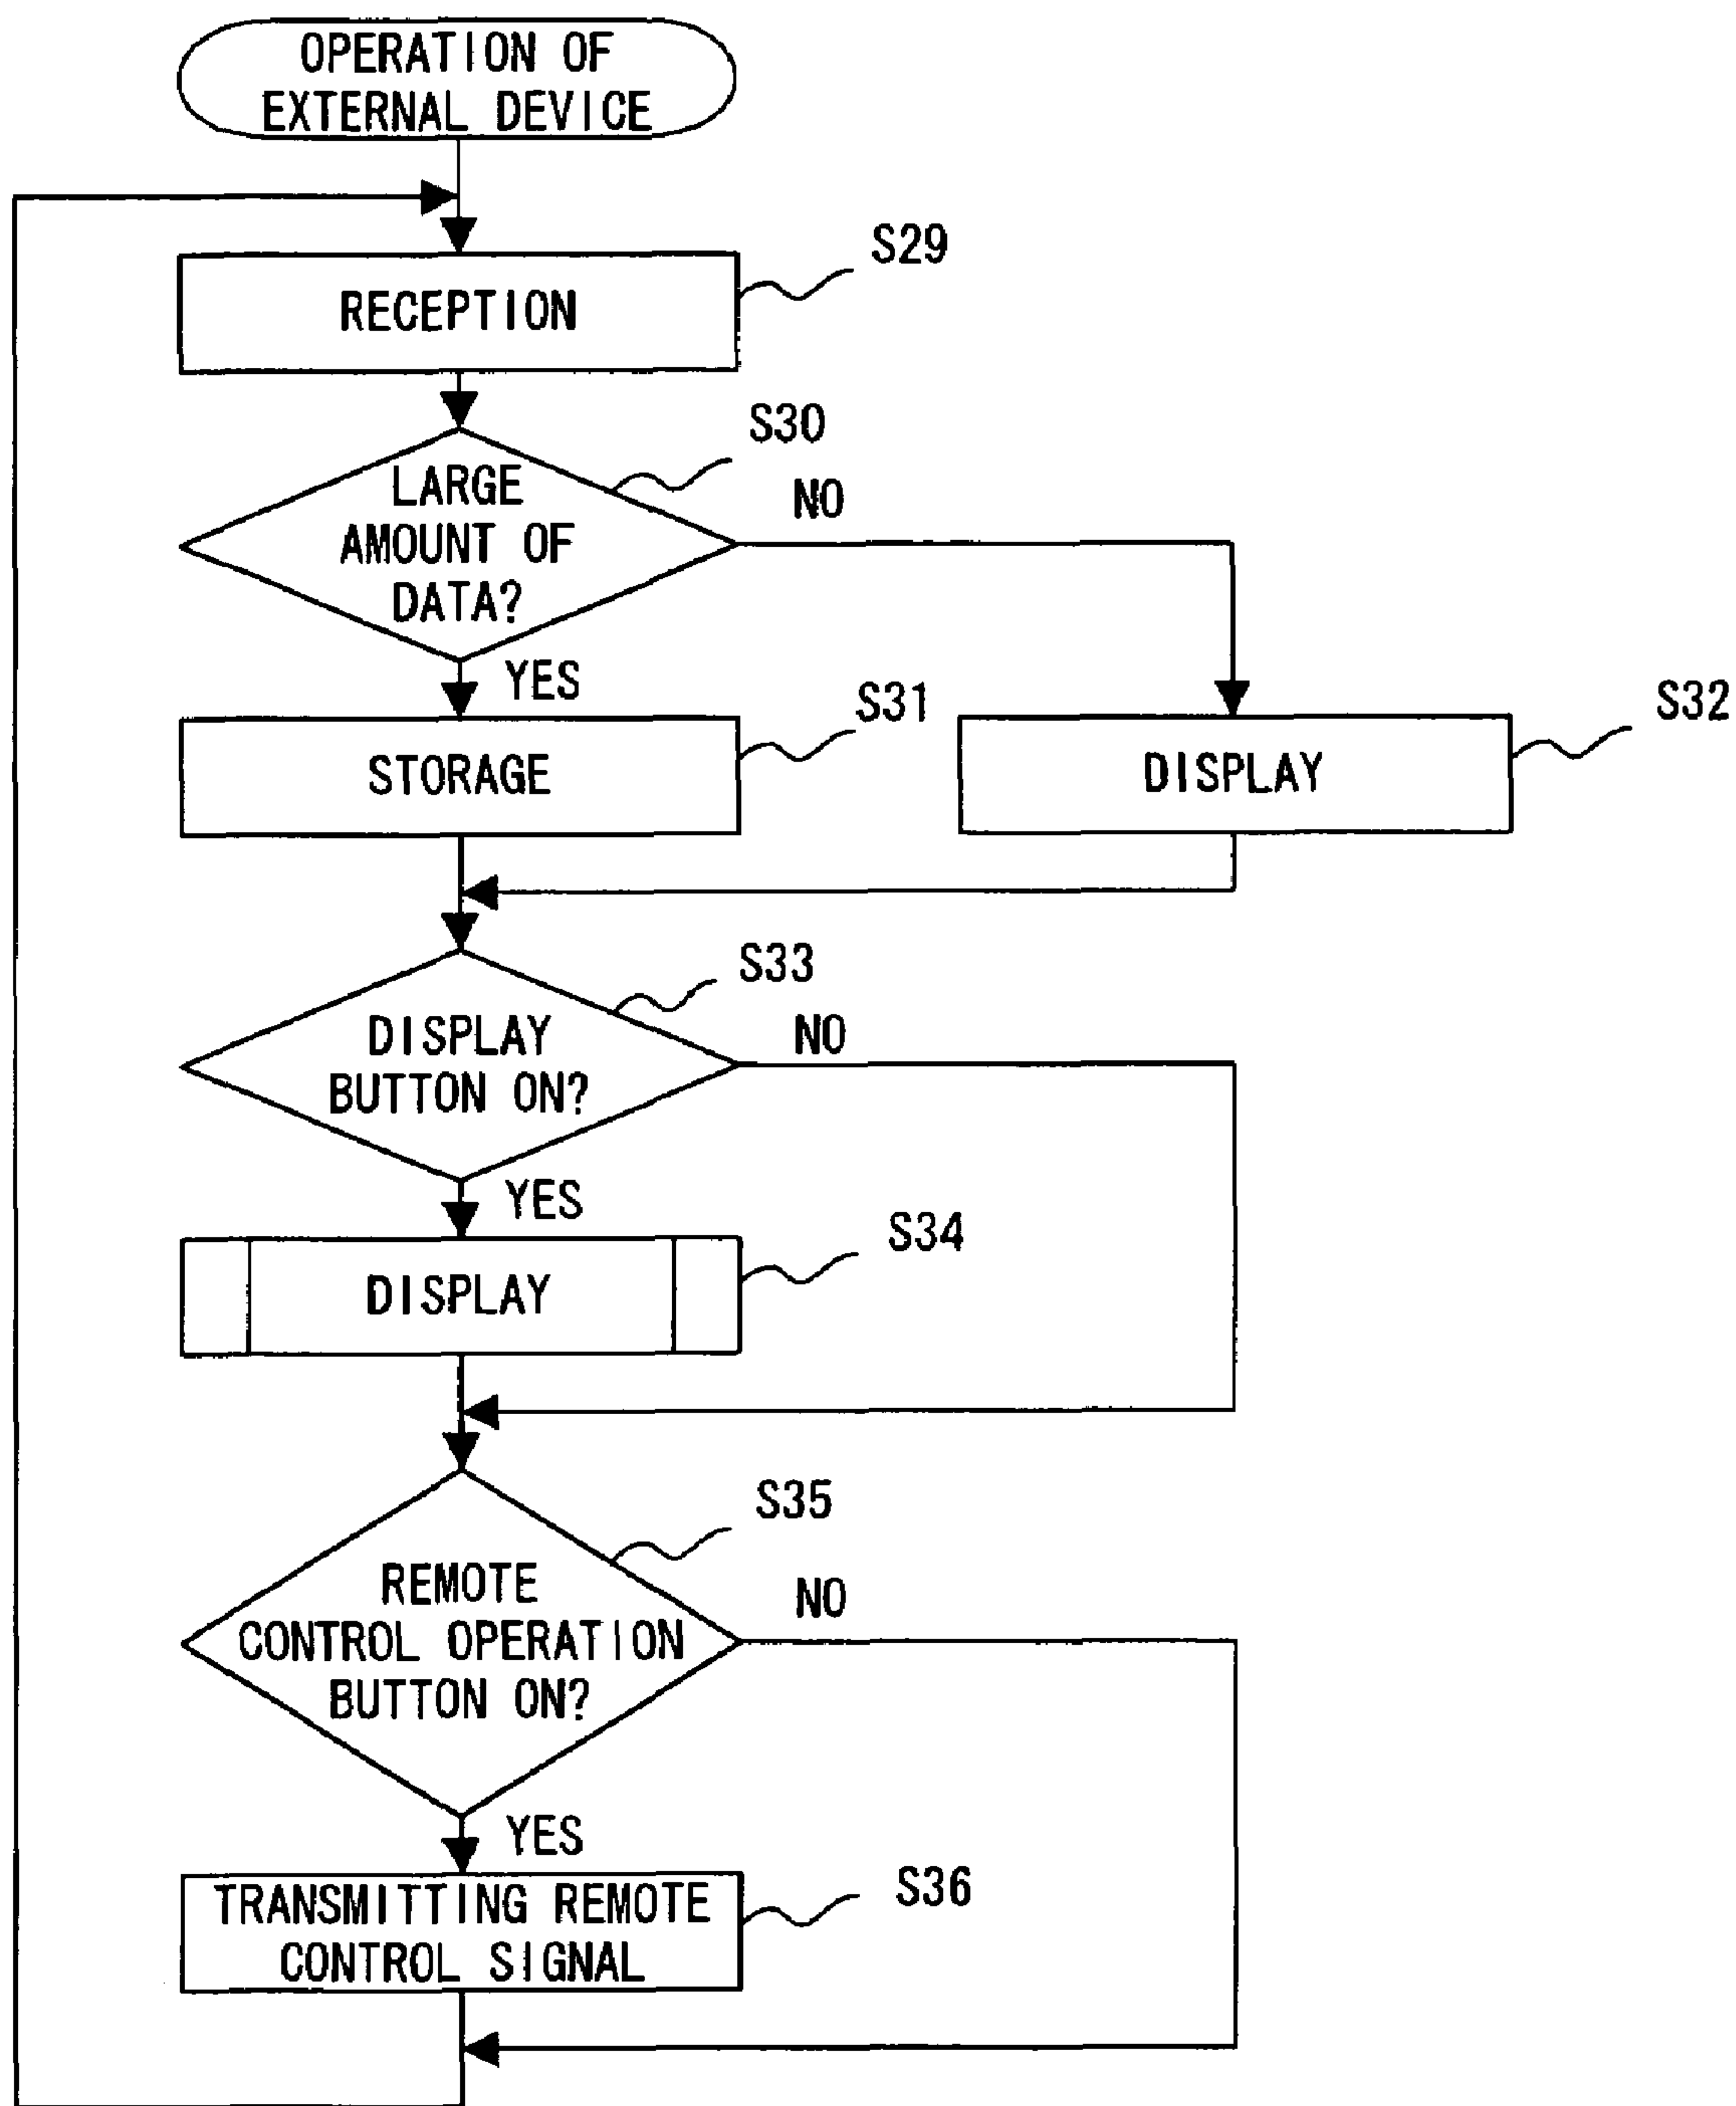 OPERATION OF
EXTERNAL DEVICE
S29
RECEPTION
S30
LARGE
AMOUNT OF
DATA?
NO
YES
S31
STORAGE
S32
DISPLAY
S33
DISPLAY
BUTTON ON?
NO
YES
S34
DISPLAY
S35
REMOTE
CONTROL OPERATION
BUTTON ON?
NO
YES
S36
TRANSMITTING REMOTE
CONTROL SIGNAL